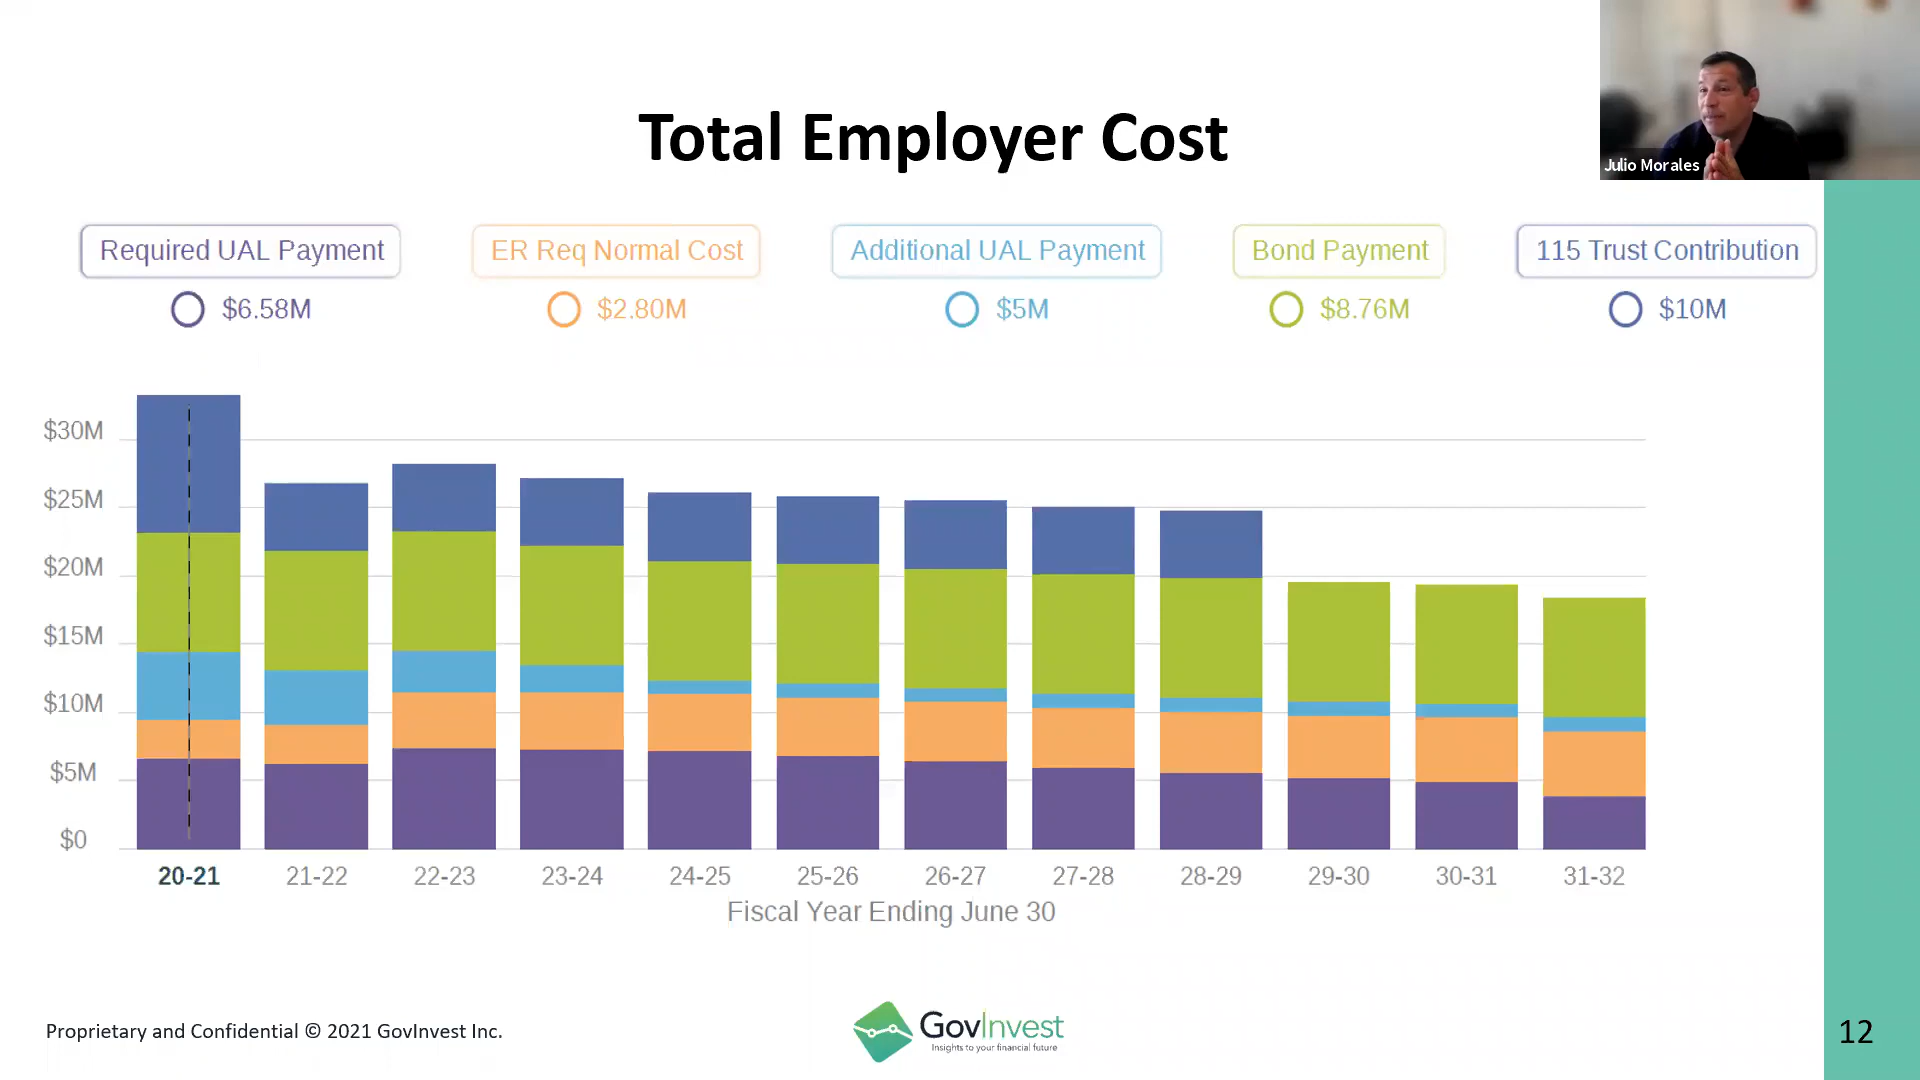 Total Employer Cost
Julio Morales
Required UAL Payment
ER Req Normal Cost
Additional UAL Payment
Bond Payment
115 Trust Contribution
$6.58M
$2.80M
$5M
$8.76M
$10M
$30M
$25M
$20M
$15M
$10M
$5M
$0
20-21
21-22
22-23
23-24
24-25
25-26
26-27
27-28
28-29
29-30
30-31
31-32
Fiscal Year Ending June 30
Proprietary and Confidential © 2021 GovInvest Inc.
GovInvest
Insights to your financial future
12